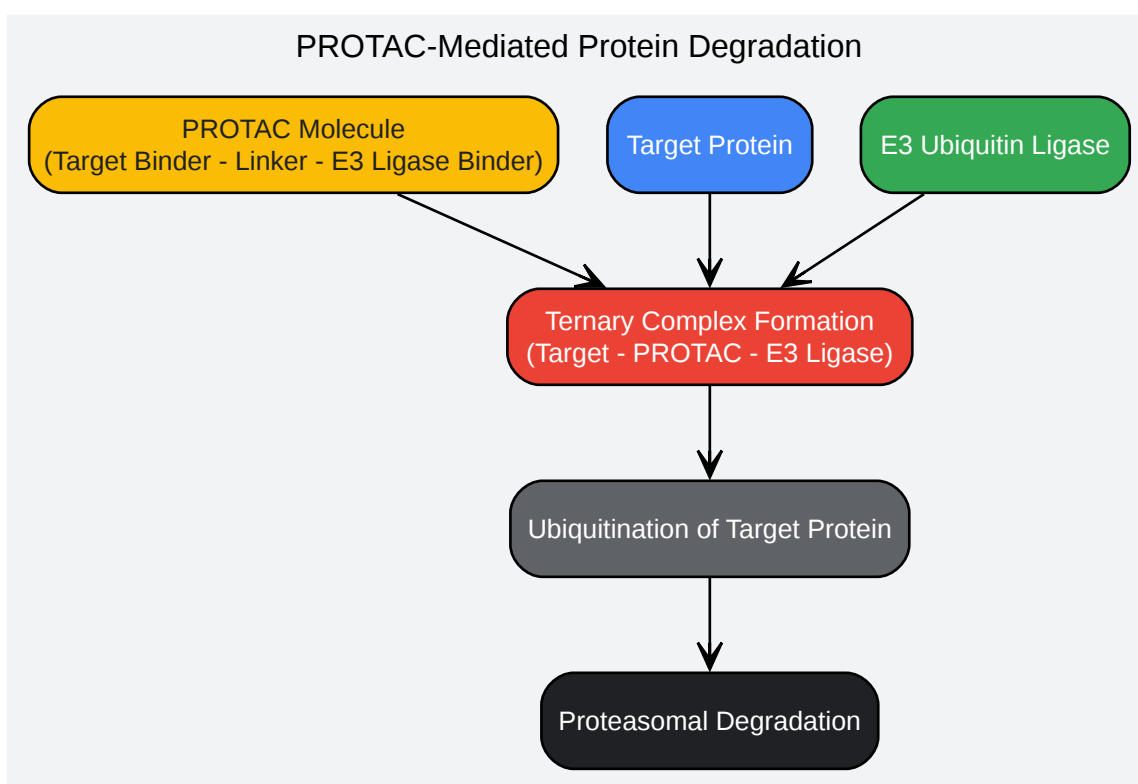 PROTAC-Mediated Protein Degradation
PROTAC Molecule
(Target Binder - Linker - E3 Ligase Binder)
Target Protein
E3 Ubiquitin Ligase
Ternary Complex Formation
(Target - PROTAC - E3 Ligase)
Ubiquitination of Target Protein
Proteasomal Degradation